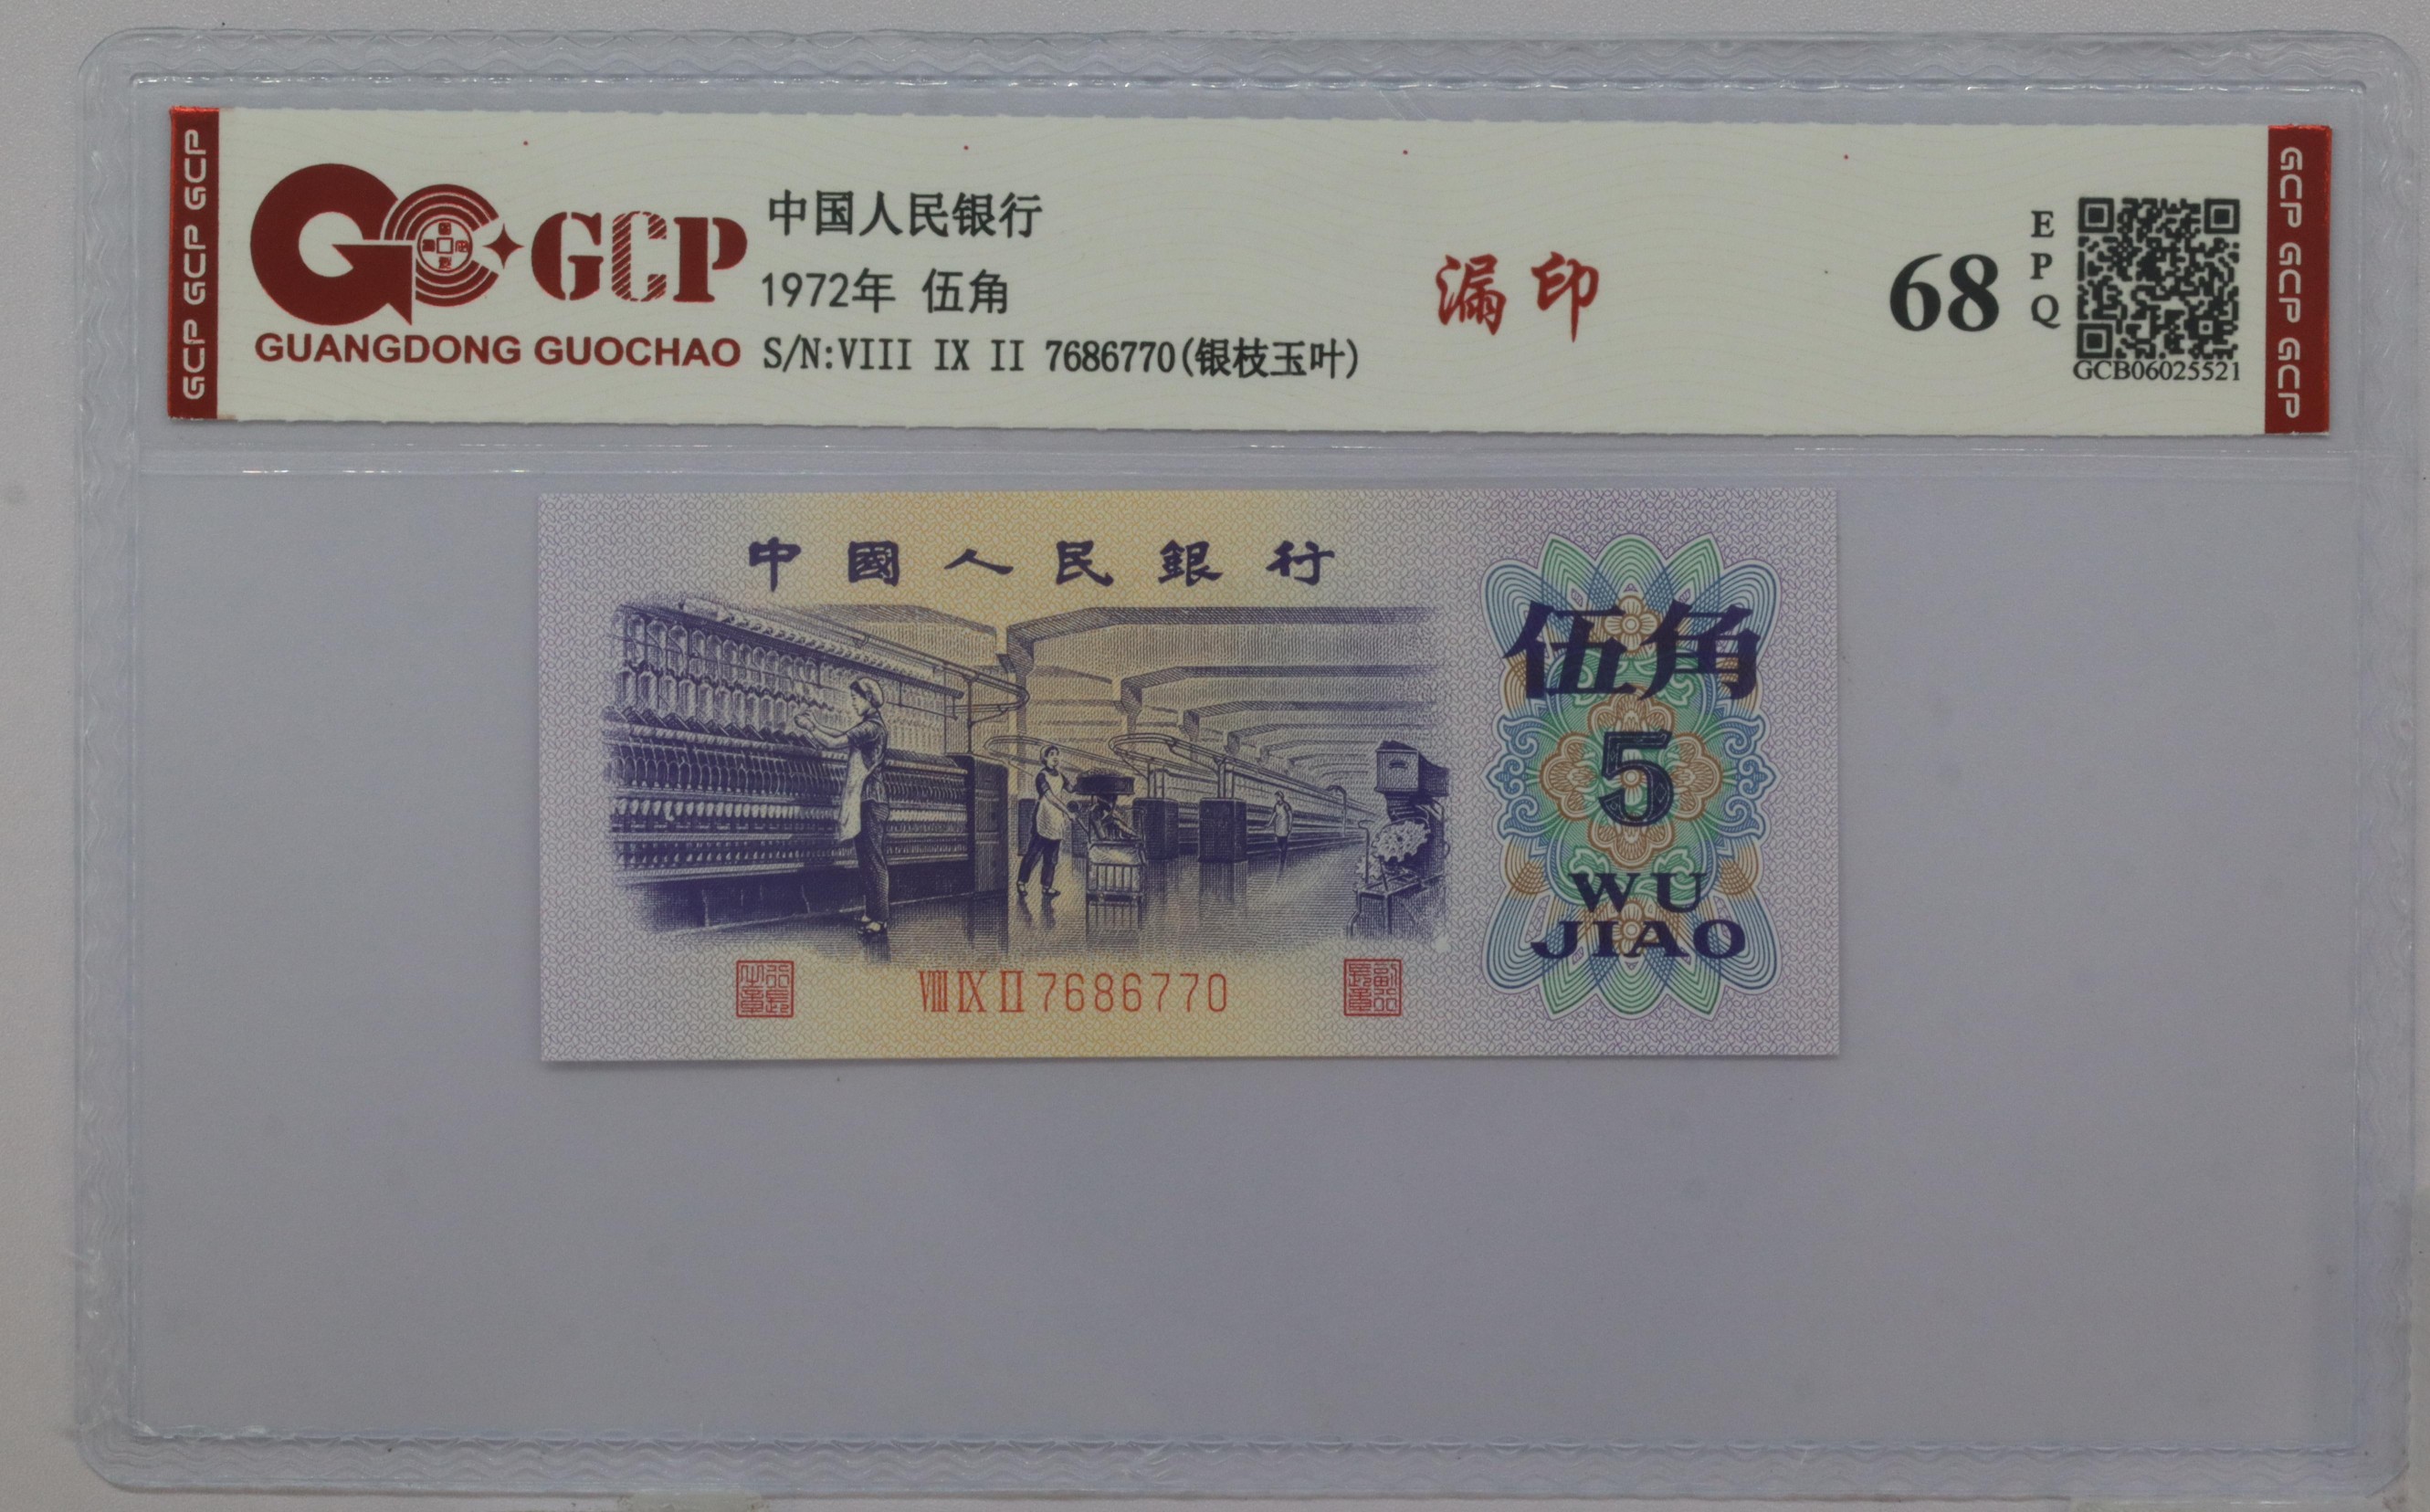 GCP GCP GCP
GCP
GUANGDONG GUOCHAO
中国人民银行
1972年 伍角
S/N:VIII IX II 7686770(银枝玉叶)
漏印
68
EPQ
GCB06025521
GCP GCP GCP
中國人民銀行
伍角
5
WU
JIAO
VIII IX II 7686770